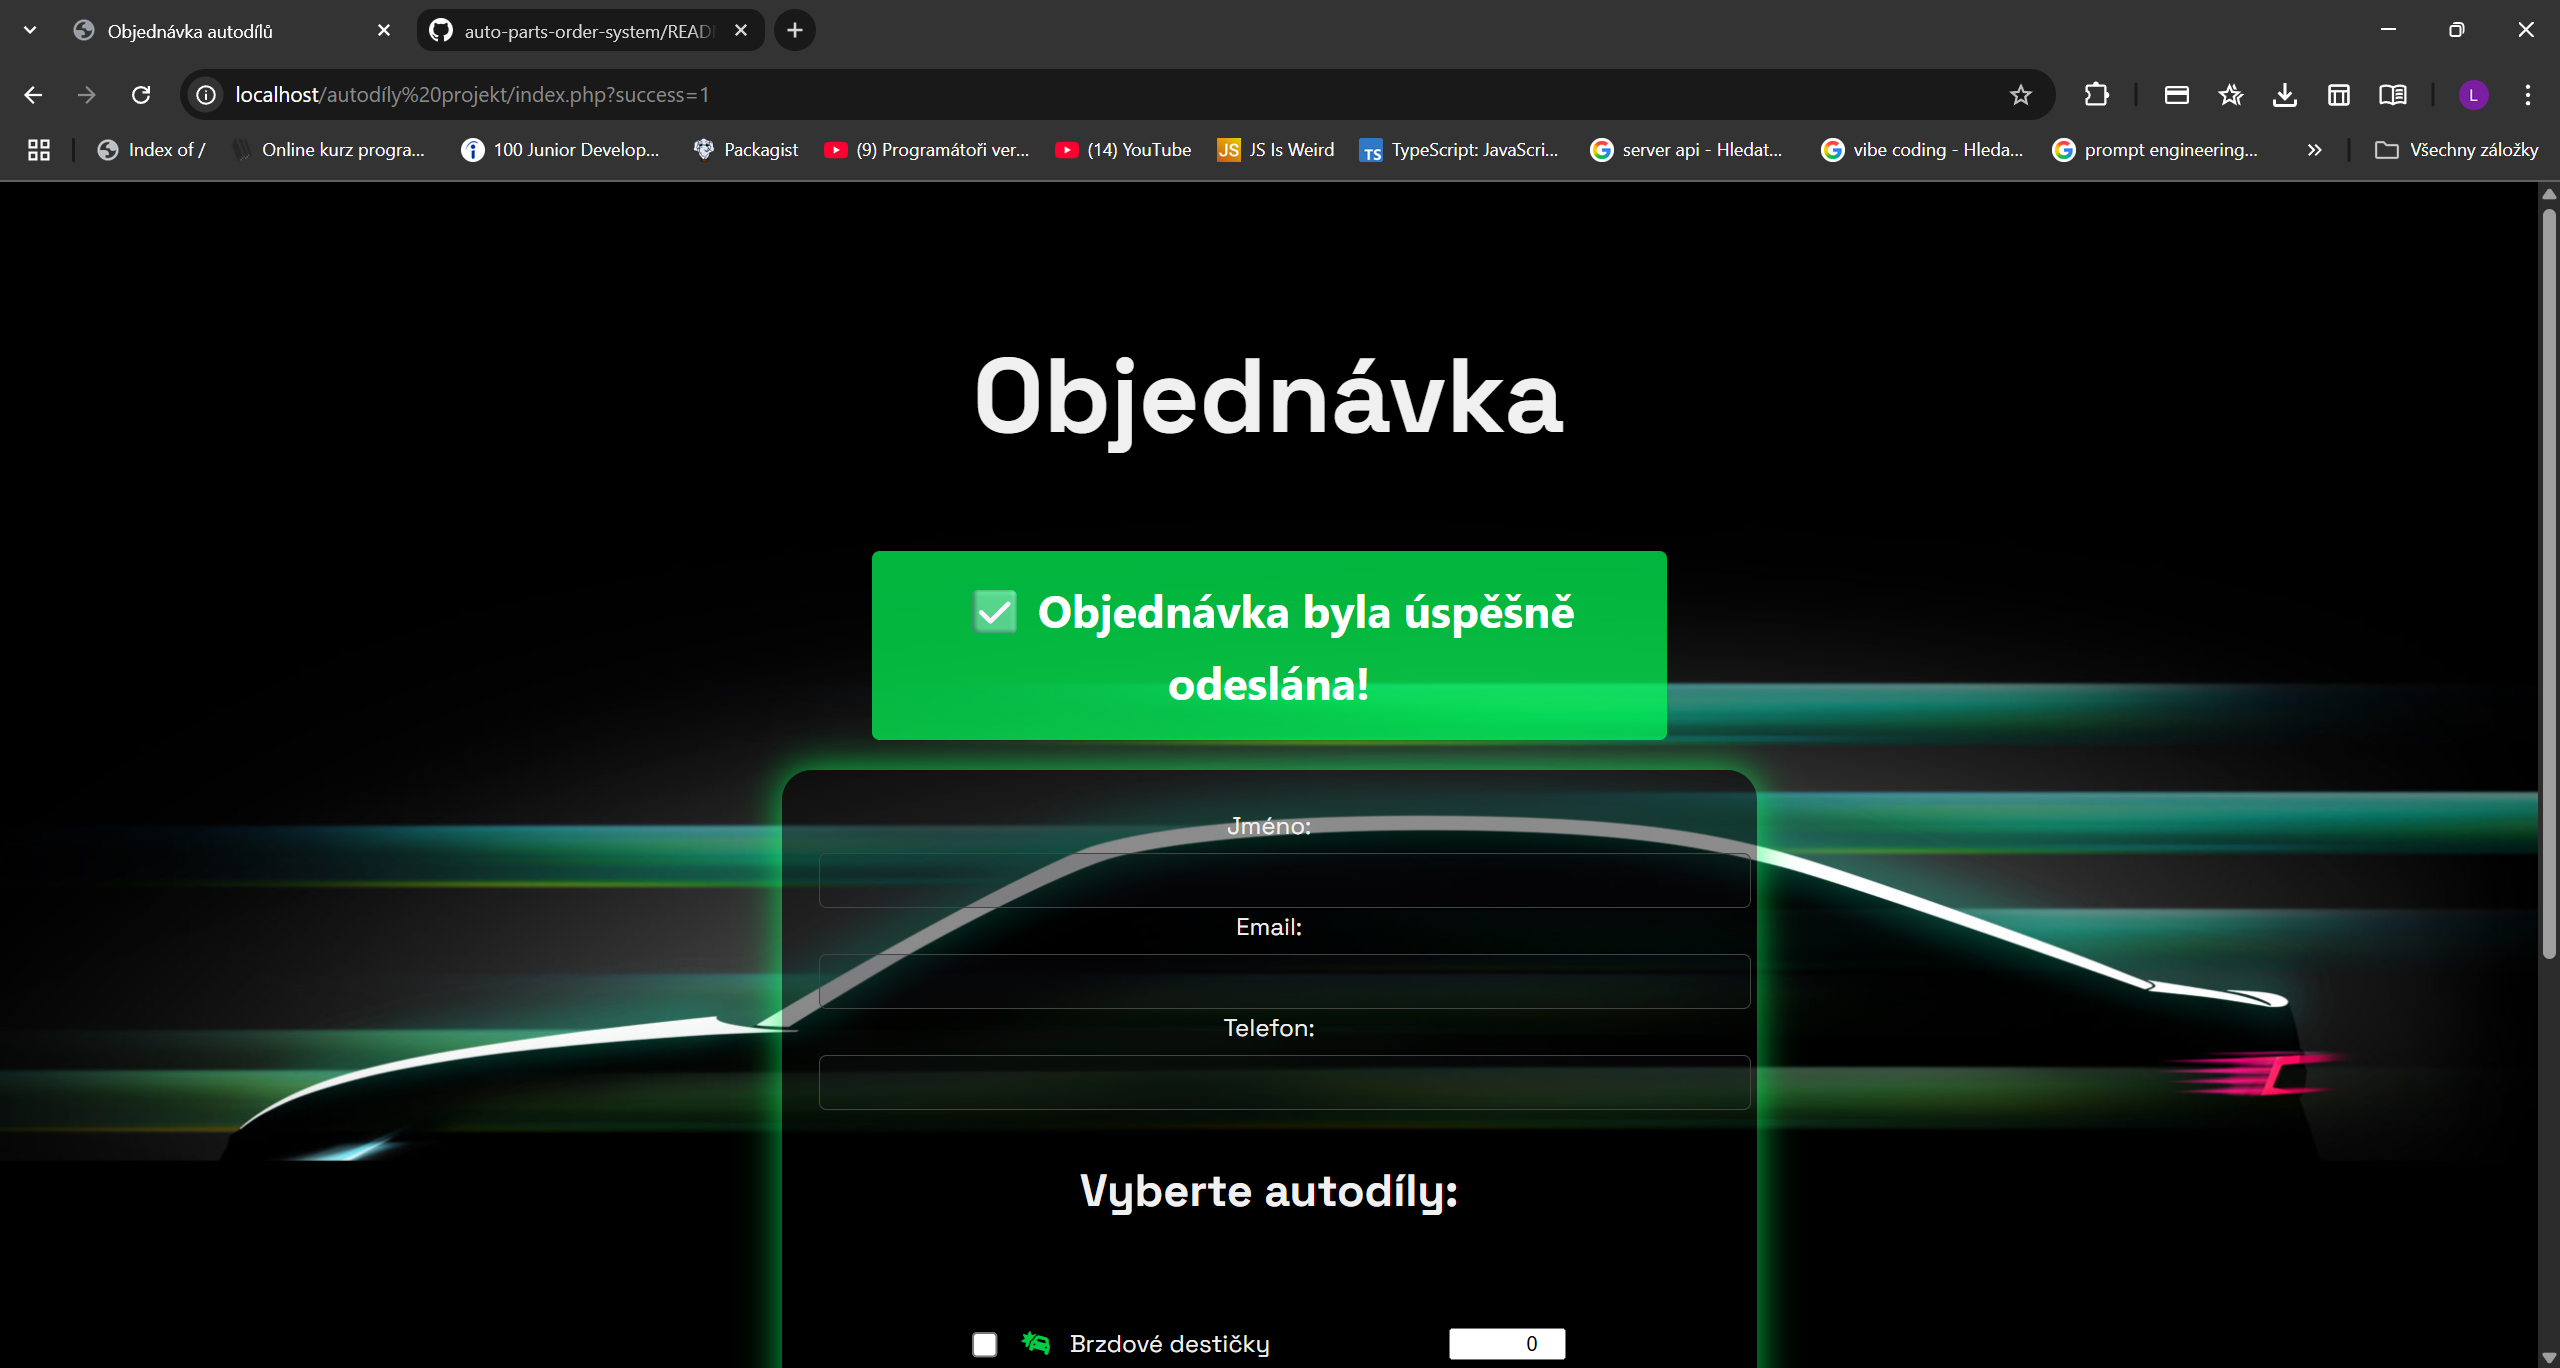 Objednávka autodílů
auto-parts-order-system/READ
localhost/autodíly%20projekt/index.php?success=1
L
Index of /
Online kurz progra...
100 Junior Develop...
Packagist
(9) Programátoři ver...
(14) YouTube
JS Is Weird
TypeScript: JavaScri...
server api - Hledat...
vibe coding - Hleda...
prompt engineering...
Všechny záložky
Objednávka
Objednávka byla úspěšně
odeslána!
Jméno:
Email:
Telefon:
Vyberte autodíly:
Brzdové destičky 0